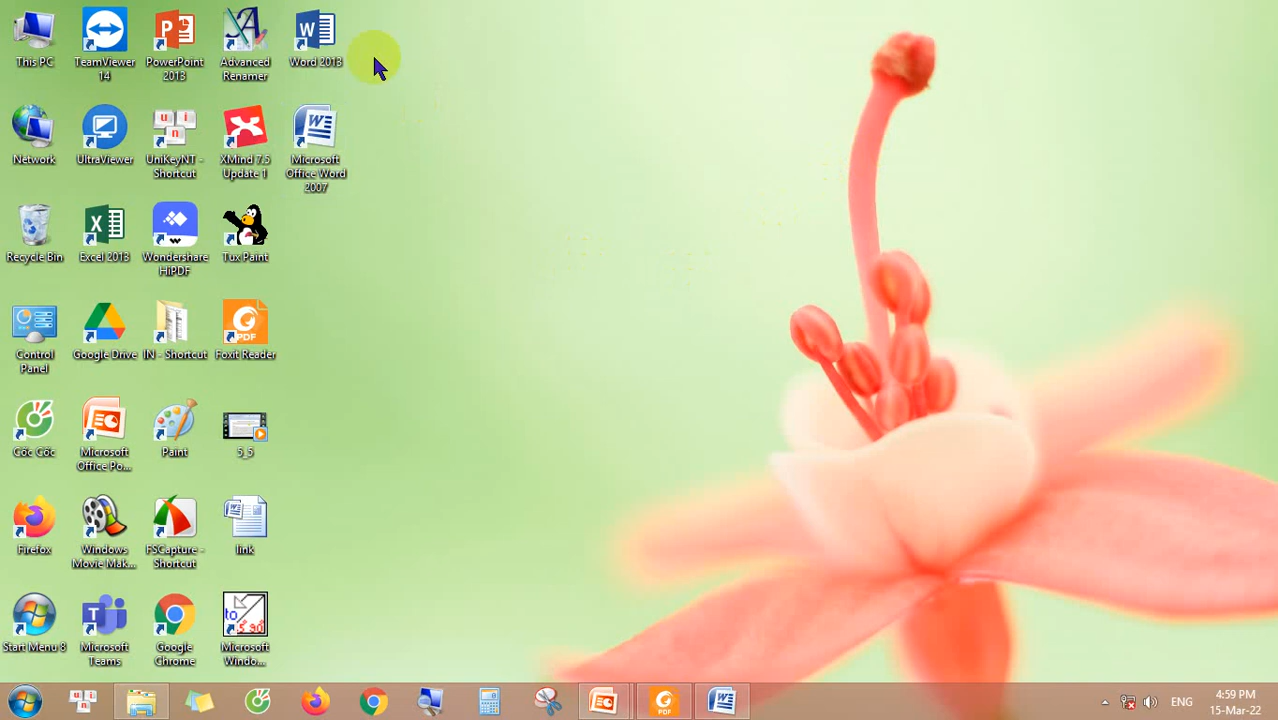 This PC
TeamViewer
14
PowerPoint
2013
Advanced
Renamer
Word 2013
Network
UltraViewer
UniKeyNT -
Shortcut
XMind 7.5
Update 1
Microsoft
Office Word
2007
Recycle Bin
Excel 2013
Wondershare
HiPDF
Tux Paint
Control
Panel
Google Drive
IN - Shortcut
PDF
Foxit Reader
Cốc Cốc
Microsoft
Office Po...
Paint
5_5
Firefox
Windows
Movie Mak...
FSCapture -
Shortcut
link
Start Menu 8
Microsoft
Teams
Google
Chrome
Microsoft
Windo...
ENG
4:59 PM
15-Mar-22